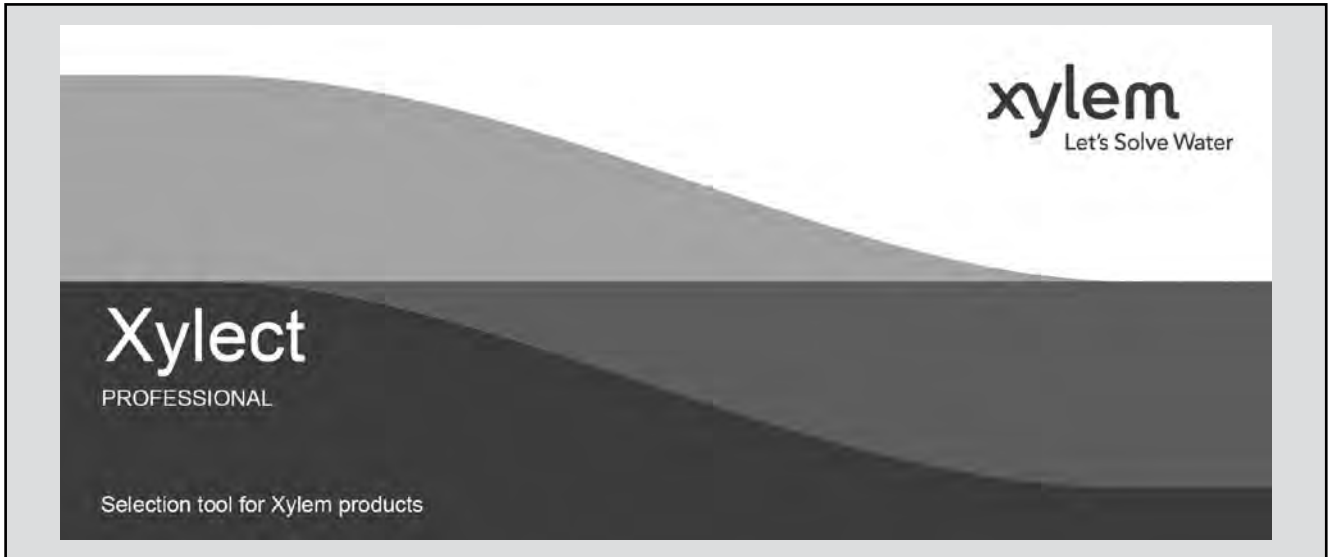 xylem
Let's Solve Water
Xylect
PROFESSIONAL
Selection tool for Xylem products